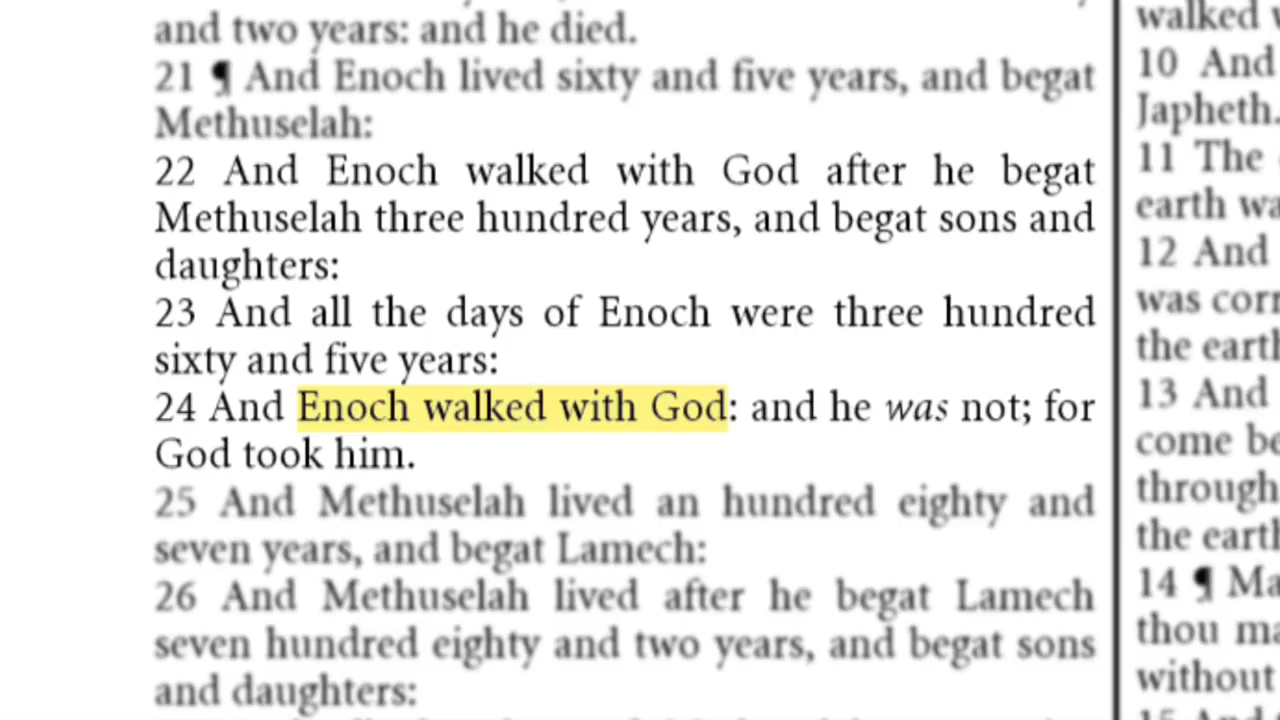 and two years: and he died.
21 ¶ And Enoch lived sixty and five years, and begat
Methuselah:
22 And Enoch walked with God after he begat
Methuselah three hundred years, and begat sons and
daughters:
23 And all the days of Enoch were three hundred
sixty and five years:
24 And Enoch walked with God: and he was not; for
God took him.
25 And Methuselah lived an hundred eighty and
seven years, and begat Lamech:
26 And Methuselah lived after he begat Lamech
seven hundred eighty and two years, and begat sons
and daughters:
walked
10 And
Japheth.
11 The
earth
12 And
was
the earth
13 And
come
through
the earth
14 ¶
thou
without